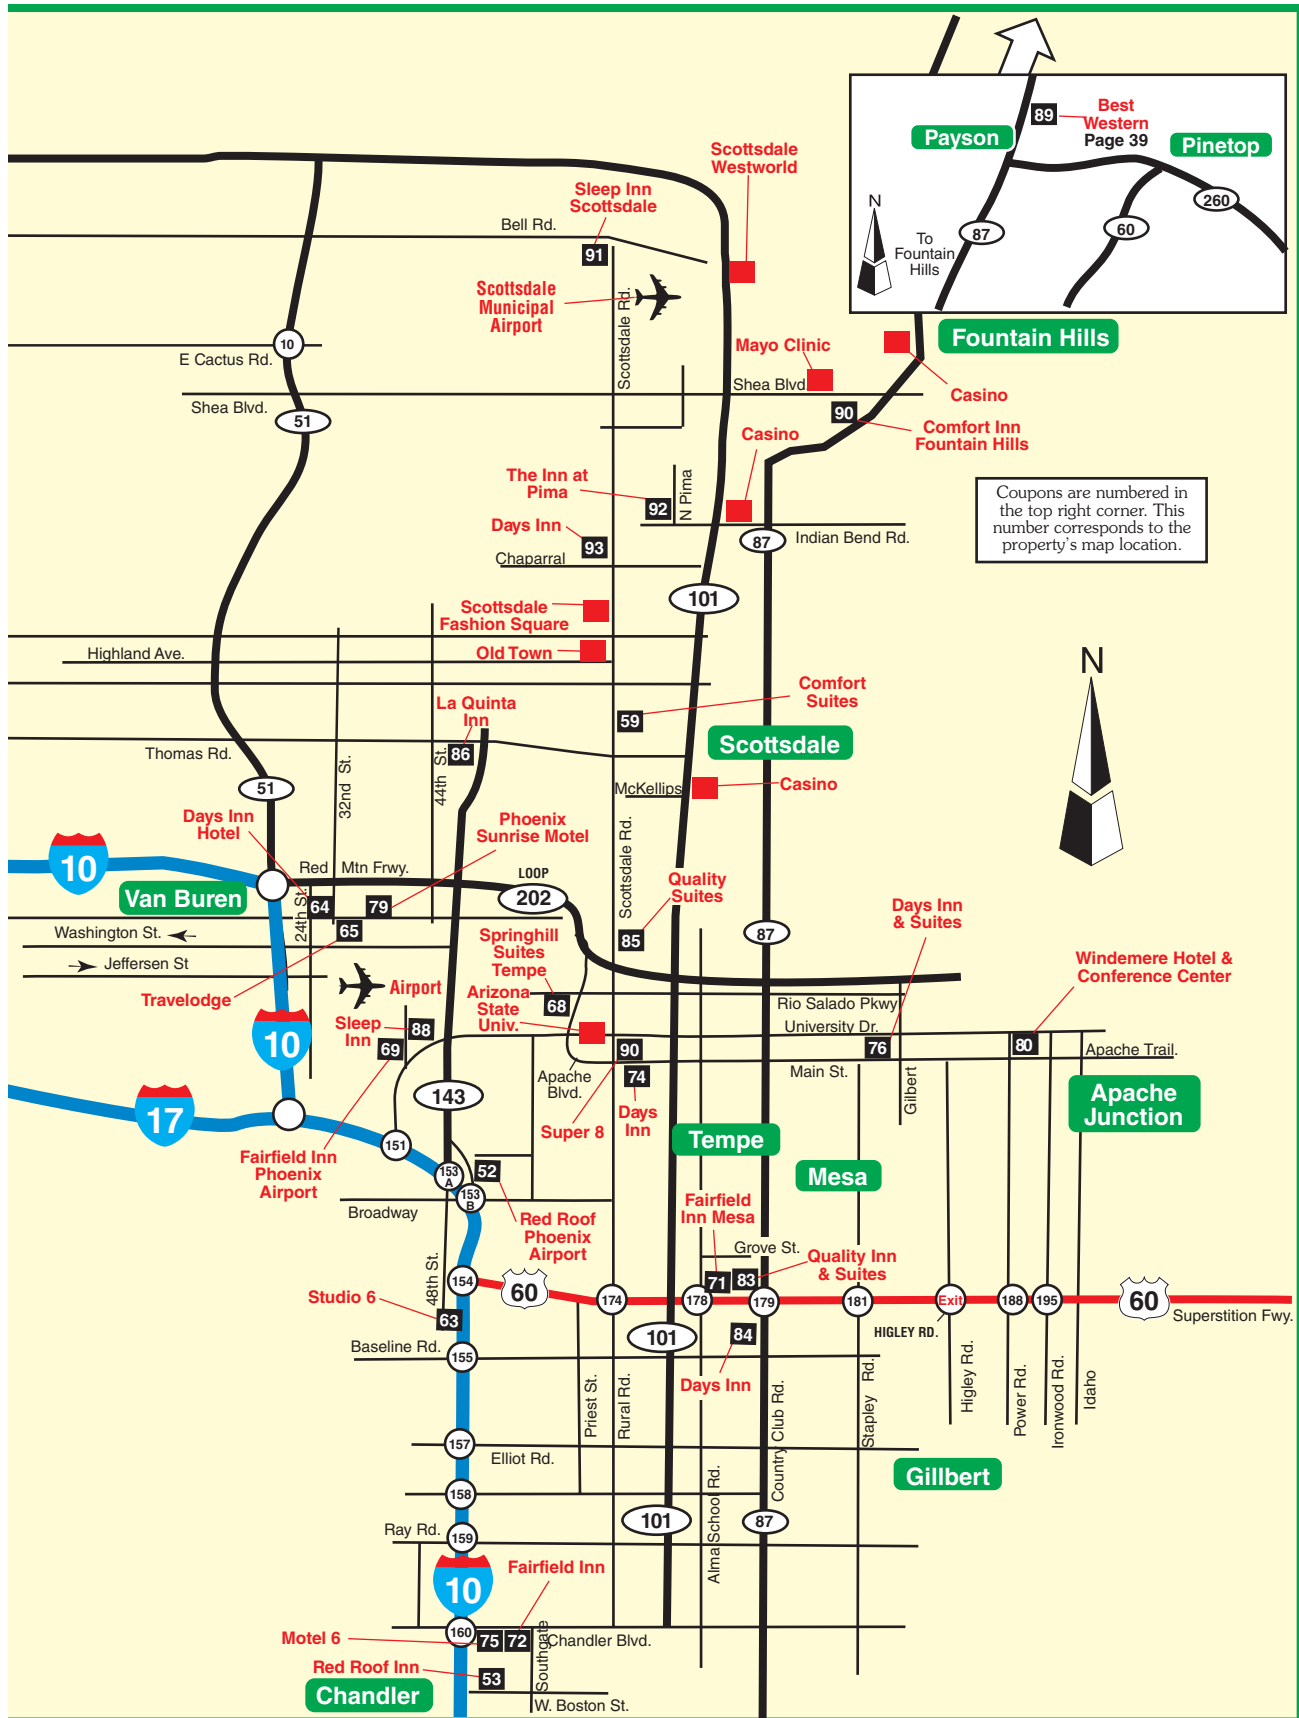 89
Best
Western
Page 39
Payson
Pinetop
N
260
60
87
To
Fountain
Hills
Scottsdale
Westworld
Sleep Inn
Scottsdale
Bell Rd.
91
Scottsdale
Municipal
Airport
Scottsdale Rd.
Fountain Hills
10
E Cactus Rd.
Mayo Clinic
Shea Blvd.
Casino
Shea Blvd.
51
90
Comfort Inn
Fountain Hills
Casino
The Inn at
Pima
92
N Pima
Coupons are numbered in
the top right corner. This
number corresponds to the
property's map location.
Days Inn
93
87
Indian Bend Rd.
Chaparral
101
Scottsdale
Fashion Square
Highland Ave.
Old Town
N
La Quinta
Inn
Comfort
Suites
59
Scottsdale
86
Thomas Rd.
32nd St.
44th St.
McKellips
Casino
51
Days Inn
Hotel
Phoenix
Sunrise Motel
10
Red Mtn Frwy.
LOOP
202
Scottsdale Rd.
Quality
Suites
Van Buren
24th St.
64
79
65
Days Inn
& Suites
87
Washington St.
Springhill
Suites
Tempe
85
Jeffersen St
Windemere Hotel &
Conference Center
Travelodge
Airport
Arizona
State
Univ.
68
Rio Salado Pkwy
10
Sleep
Inn
88
69
University Dr.
90
76
80
Apache Trail.
Main St.
Apache
Blvd.
74
Gilbert
143
17
Days
Inn
Super 8
Apache
Junction
Tempe
151
Fairfield Inn
Phoenix
Airport
153
A
52
Mesa
153
B
Broadway
Red Roof
Phoenix
Airport
Fairfield
Inn Mesa
Grove St.
Quality Inn
& Suites
48th St.
154
60
71
83
174
178
179
181
Exit
188
195
60
Superstition Fwy.
Studio 6
63
HIGLEY RD.
101
84
Baseline Rd.
155
Days Inn
Priest St.
Rural Rd.
Country Club Rd.
Stapley Rd.
Higley Rd.
Power Rd.
Ironwood Rd.
Idaho
157
Elliot Rd.
Gillbert
158
Alma School Rd.
101
87
Ray Rd.
159
10
Fairfield Inn
160
Motel 6
75
72
Southgate
Chandler Blvd.
Red Roof Inn
53
Chandler
W. Boston St.